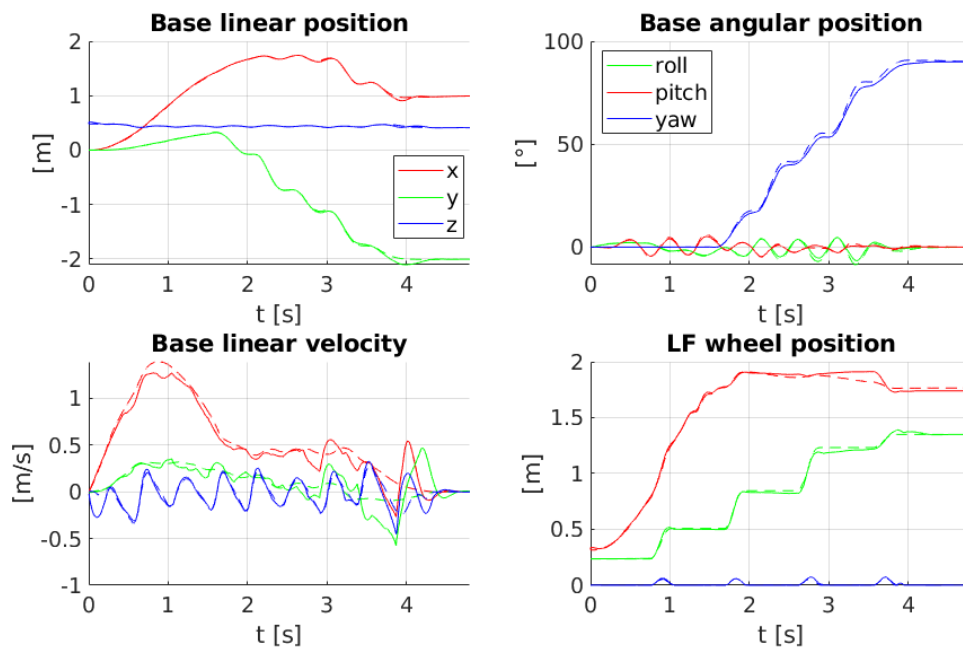 Base linear position
2
1
0
-1
-2
[m]
0
1
2
3
4
t [s]
x
y
z
Base angular position
100
50
0
[°]
0
1
2
3
4
t [s]
roll
pitch
yaw
Base linear velocity
1
0.5
0
-0.5
-1
[m/s]
0
1
2
3
4
t [s]
LF wheel position
2
1.5
1
0.5
0
[m]
0
1
2
3
4
t [s]